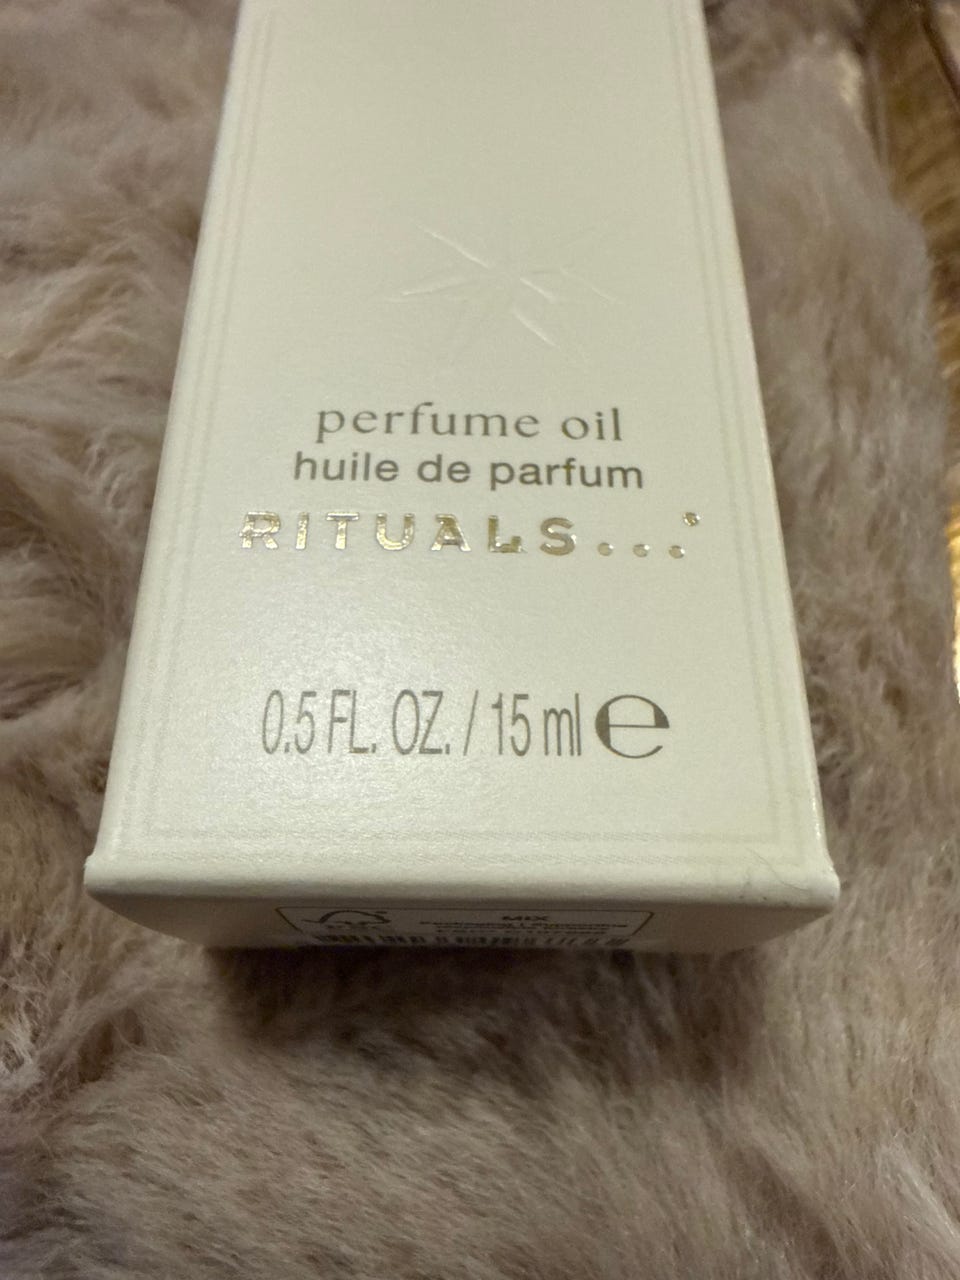 perfume oil
huile de parfum
RITUALS...
0.5 FL. OZ. / 15 ml e
MIX